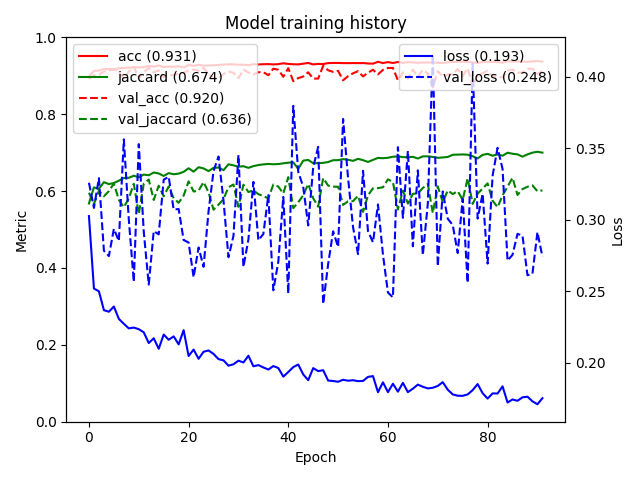 Model training history
acc (0.931)
jaccard (0.674)
val_acc (0.920)
val_jaccard (0.636)
loss (0.193)
val_loss (0.248)
Metric
1.0
0.8
0.6
0.4
0.2
0.0
0.40
0.35
0.30
0.25
0.20
Loss
0
20
40
60
80
Epoch